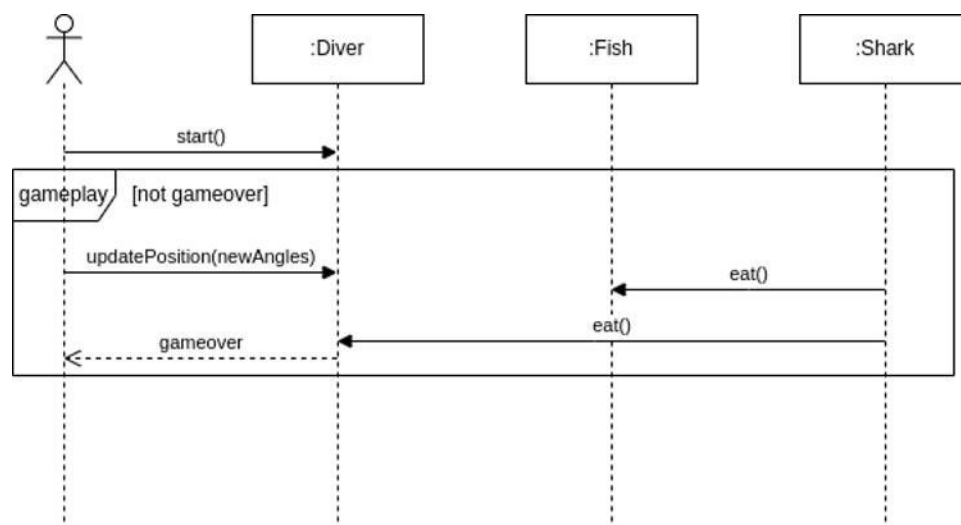 :Diver
:Fish
:Shark
start()
gameplay
[not gameover]
updatePosition(newAngles)
eat()
eat()
gameover